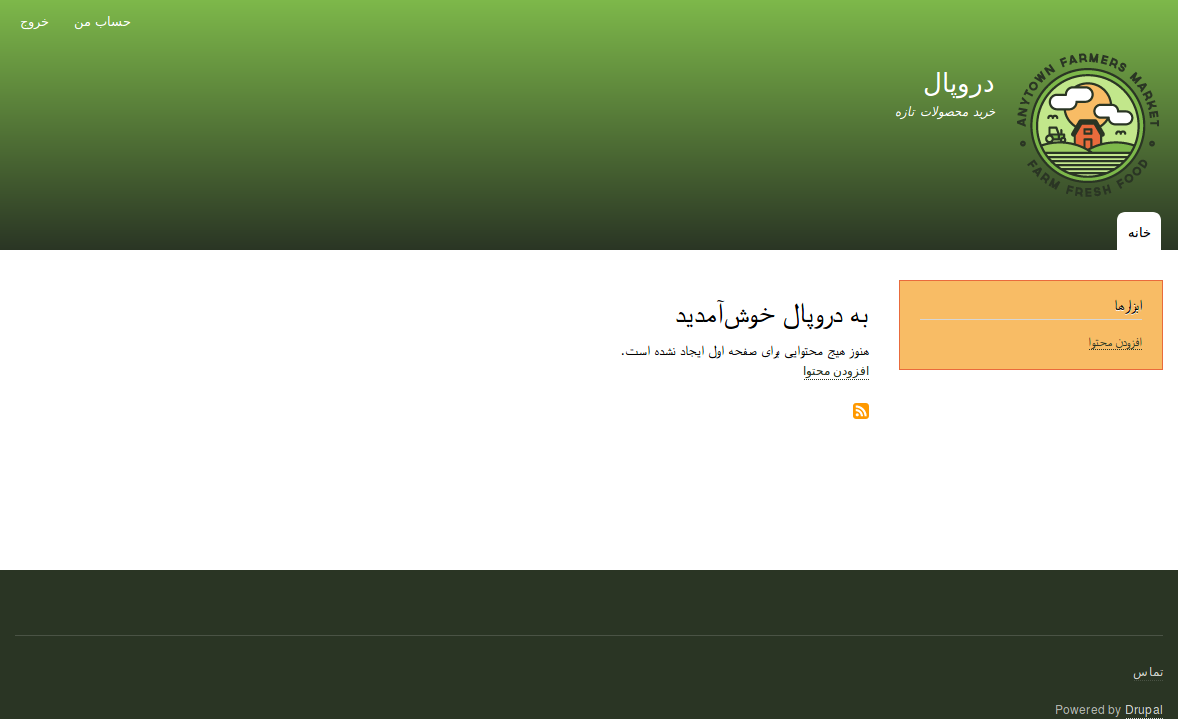 حساب من
خروج
ANYTOWN FARMERS MARKET
FARM FRESH FOOD
دروپال
خرید محصولات تازه
خانه
ابزارها
افزودن محتوا
به دروپال خوش‌آمدید
هنوز هیچ محتوایی برای صفحه اول ایجاد نشده است.
افزودن محتوا
تماس
Powered by Drupal